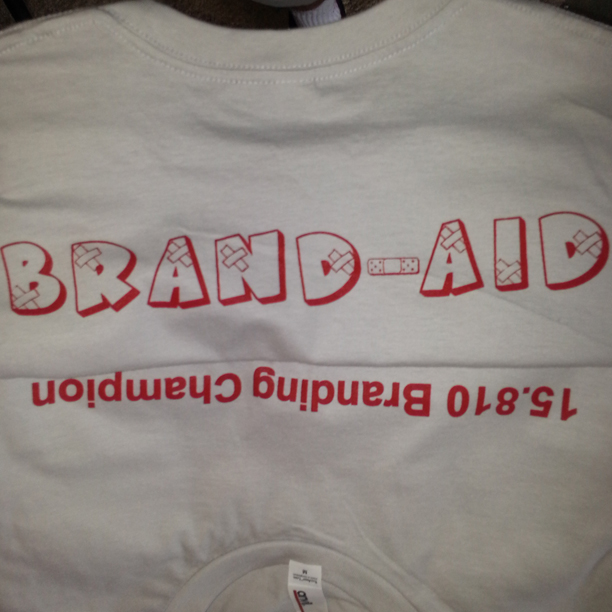 BRAND-AID
15.810 Branding Champion
M